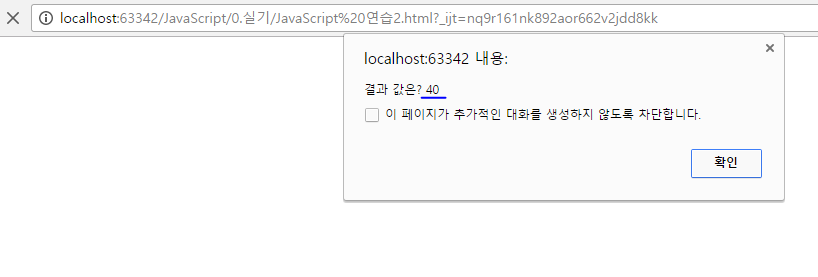 localhost:63342/JavaScript/0.실기/JavaScript%20연습2.html?_ijt=nq9r161nk892aor662v2jdd8kk
localhost:63342 내용:
결과 값은? 40
이 페이지가 추가적인 대화를 생성하지 않도록 차단합니다.
확인